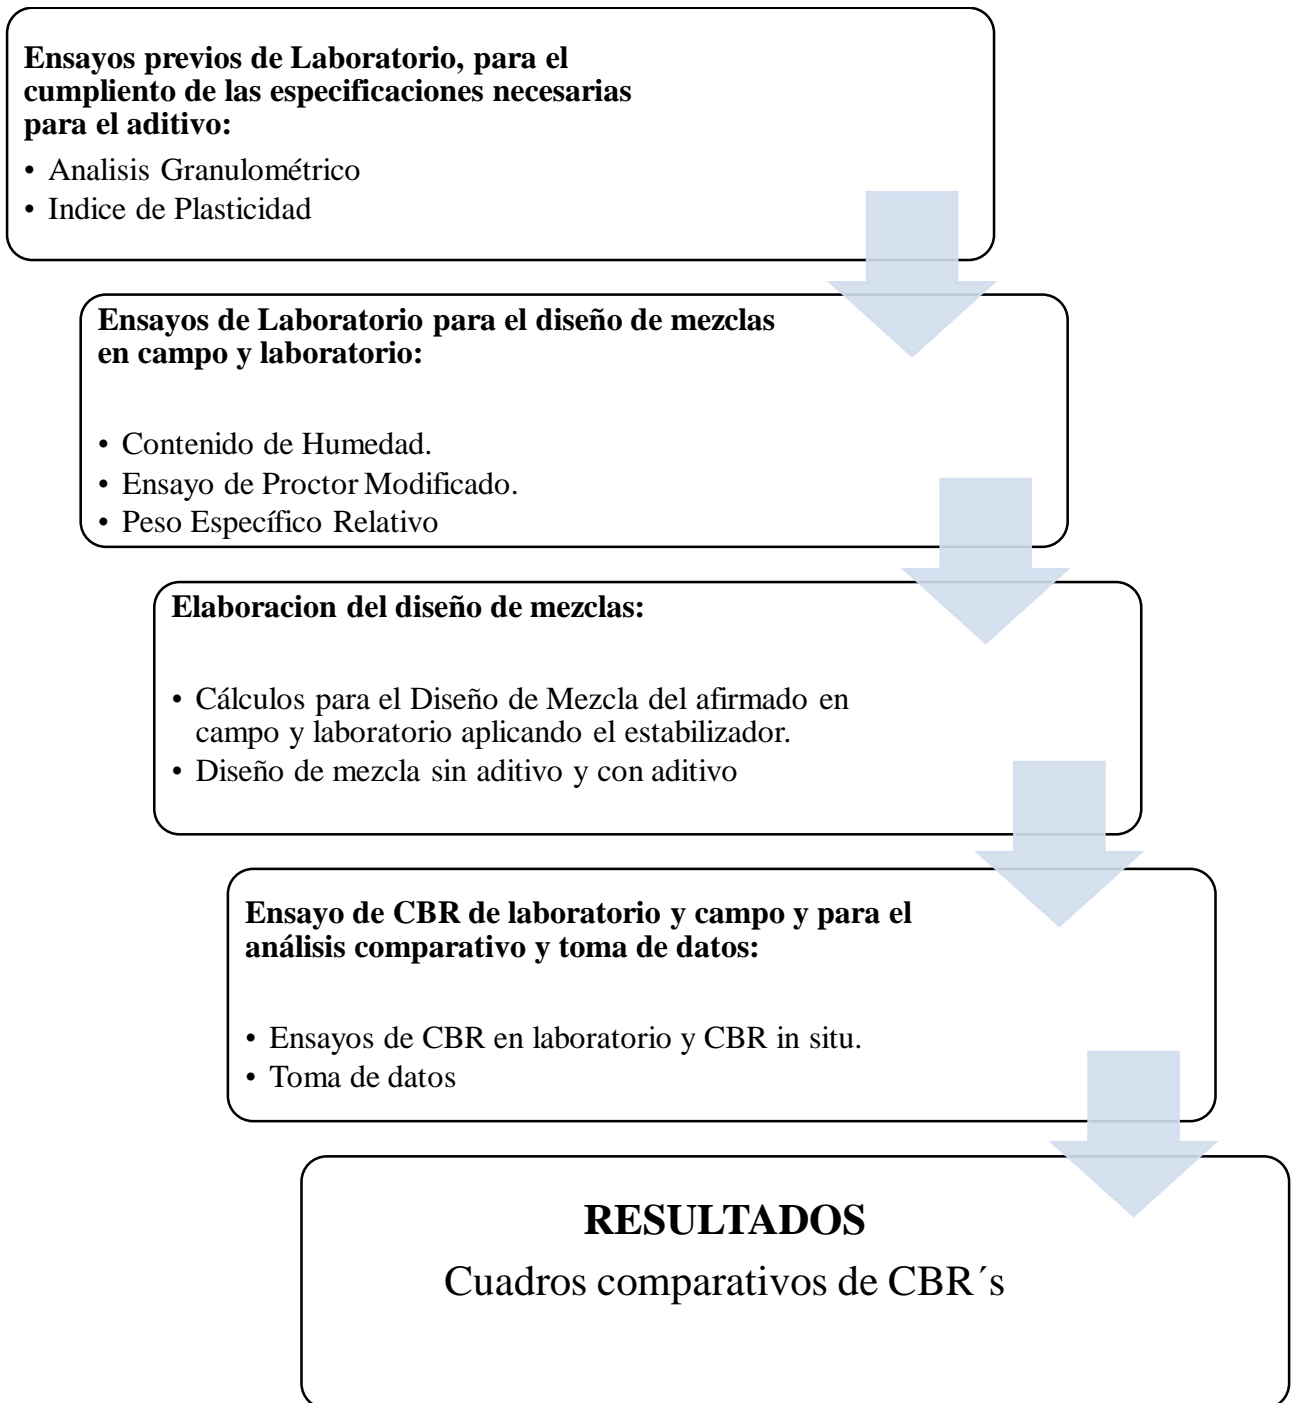 Ensayos previos de Laboratorio, para el
cumpliento de las especificaciones necesarias
para el aditivo:
• Analisis Granulométrico
• Indice de Plasticidad
Ensayos de Laboratorio para el diseño de mezclas
en campo y laboratorio:
• Contenido de Humedad.
• Ensayo de Proctor Modificado.
• Peso Específico Relativo
Elaboracion del diseño de mezclas:
• Cálculos para el Diseño de Mezcla del afirmado en
campo y laboratorio aplicando el estabilizador.
• Diseño de mezcla sin aditivo y con aditivo
Ensayo de CBR de laboratorio y campo y para el
análisis comparativo y toma de datos:
• Ensayos de CBR en laboratorio y CBR in situ.
• Toma de datos
RESULTADOS
Cuadros comparativos de CBR´s